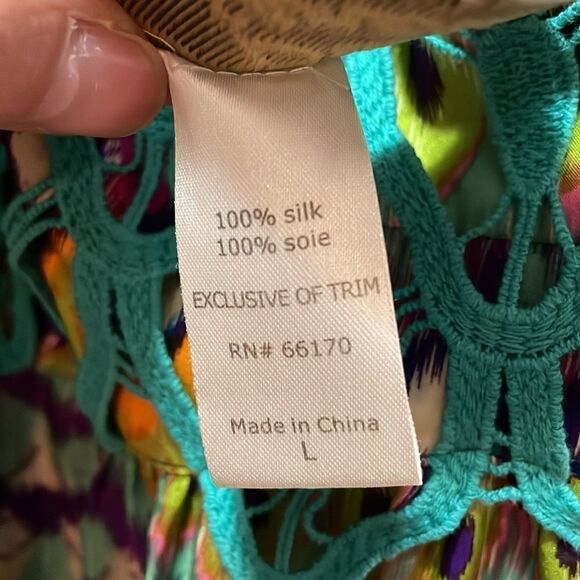 100% silk
100% soie
EXCLUSIVE OF TRIM
RN# 66170
Made in China
L